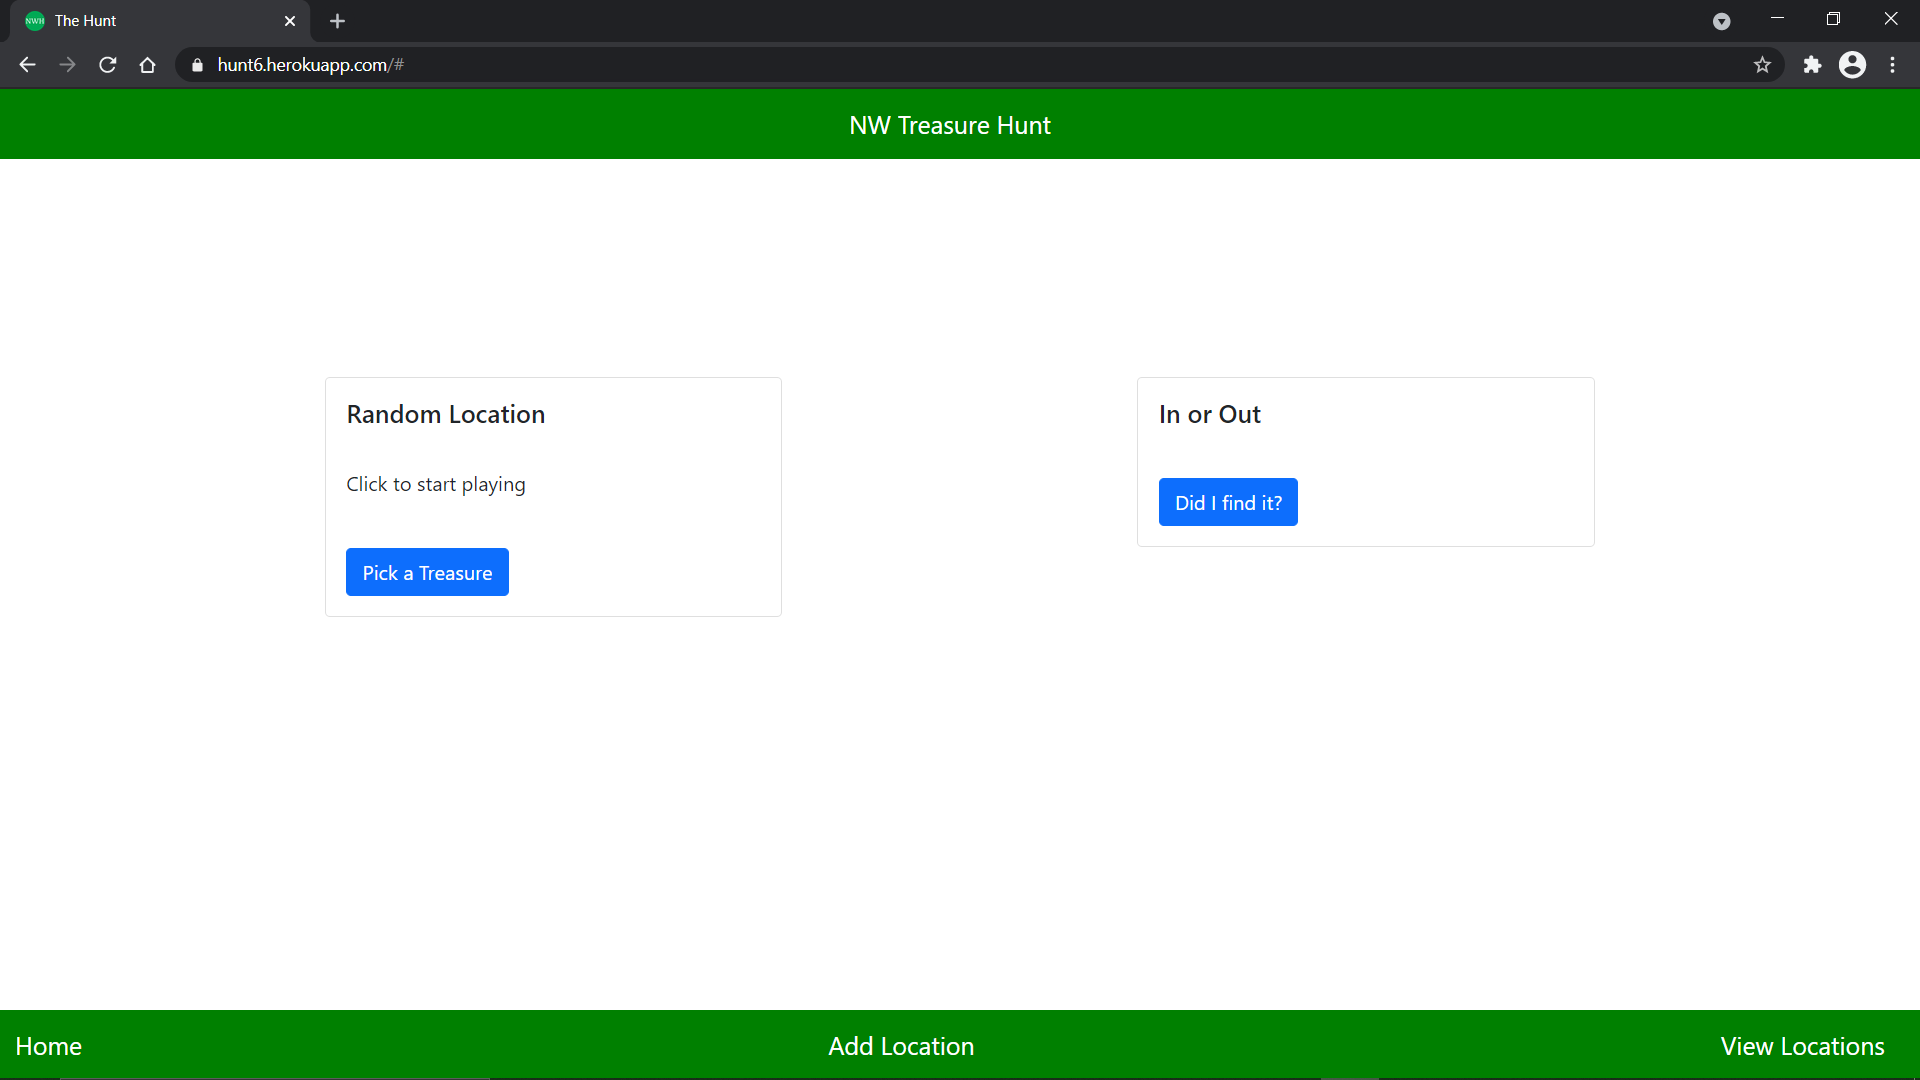 NWH
The Hunt
hunt6.herokuapp.com/#
NW Treasure Hunt
Random Location
Click to start playing
Pick a Treasure
In or Out
Did I find it?
Home
Add Location
View Locations